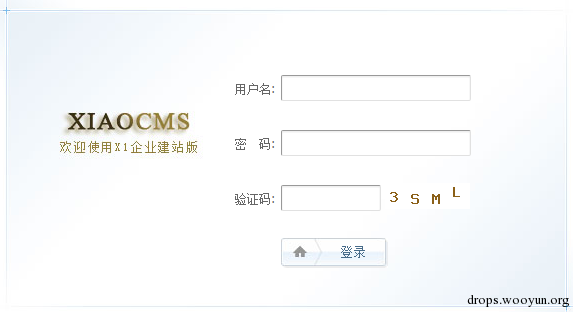 用户名:
XIAOCMS
欢迎使用X1企业建站版
密 码:
验证码: 3SML
登录
drops.wooyun.org